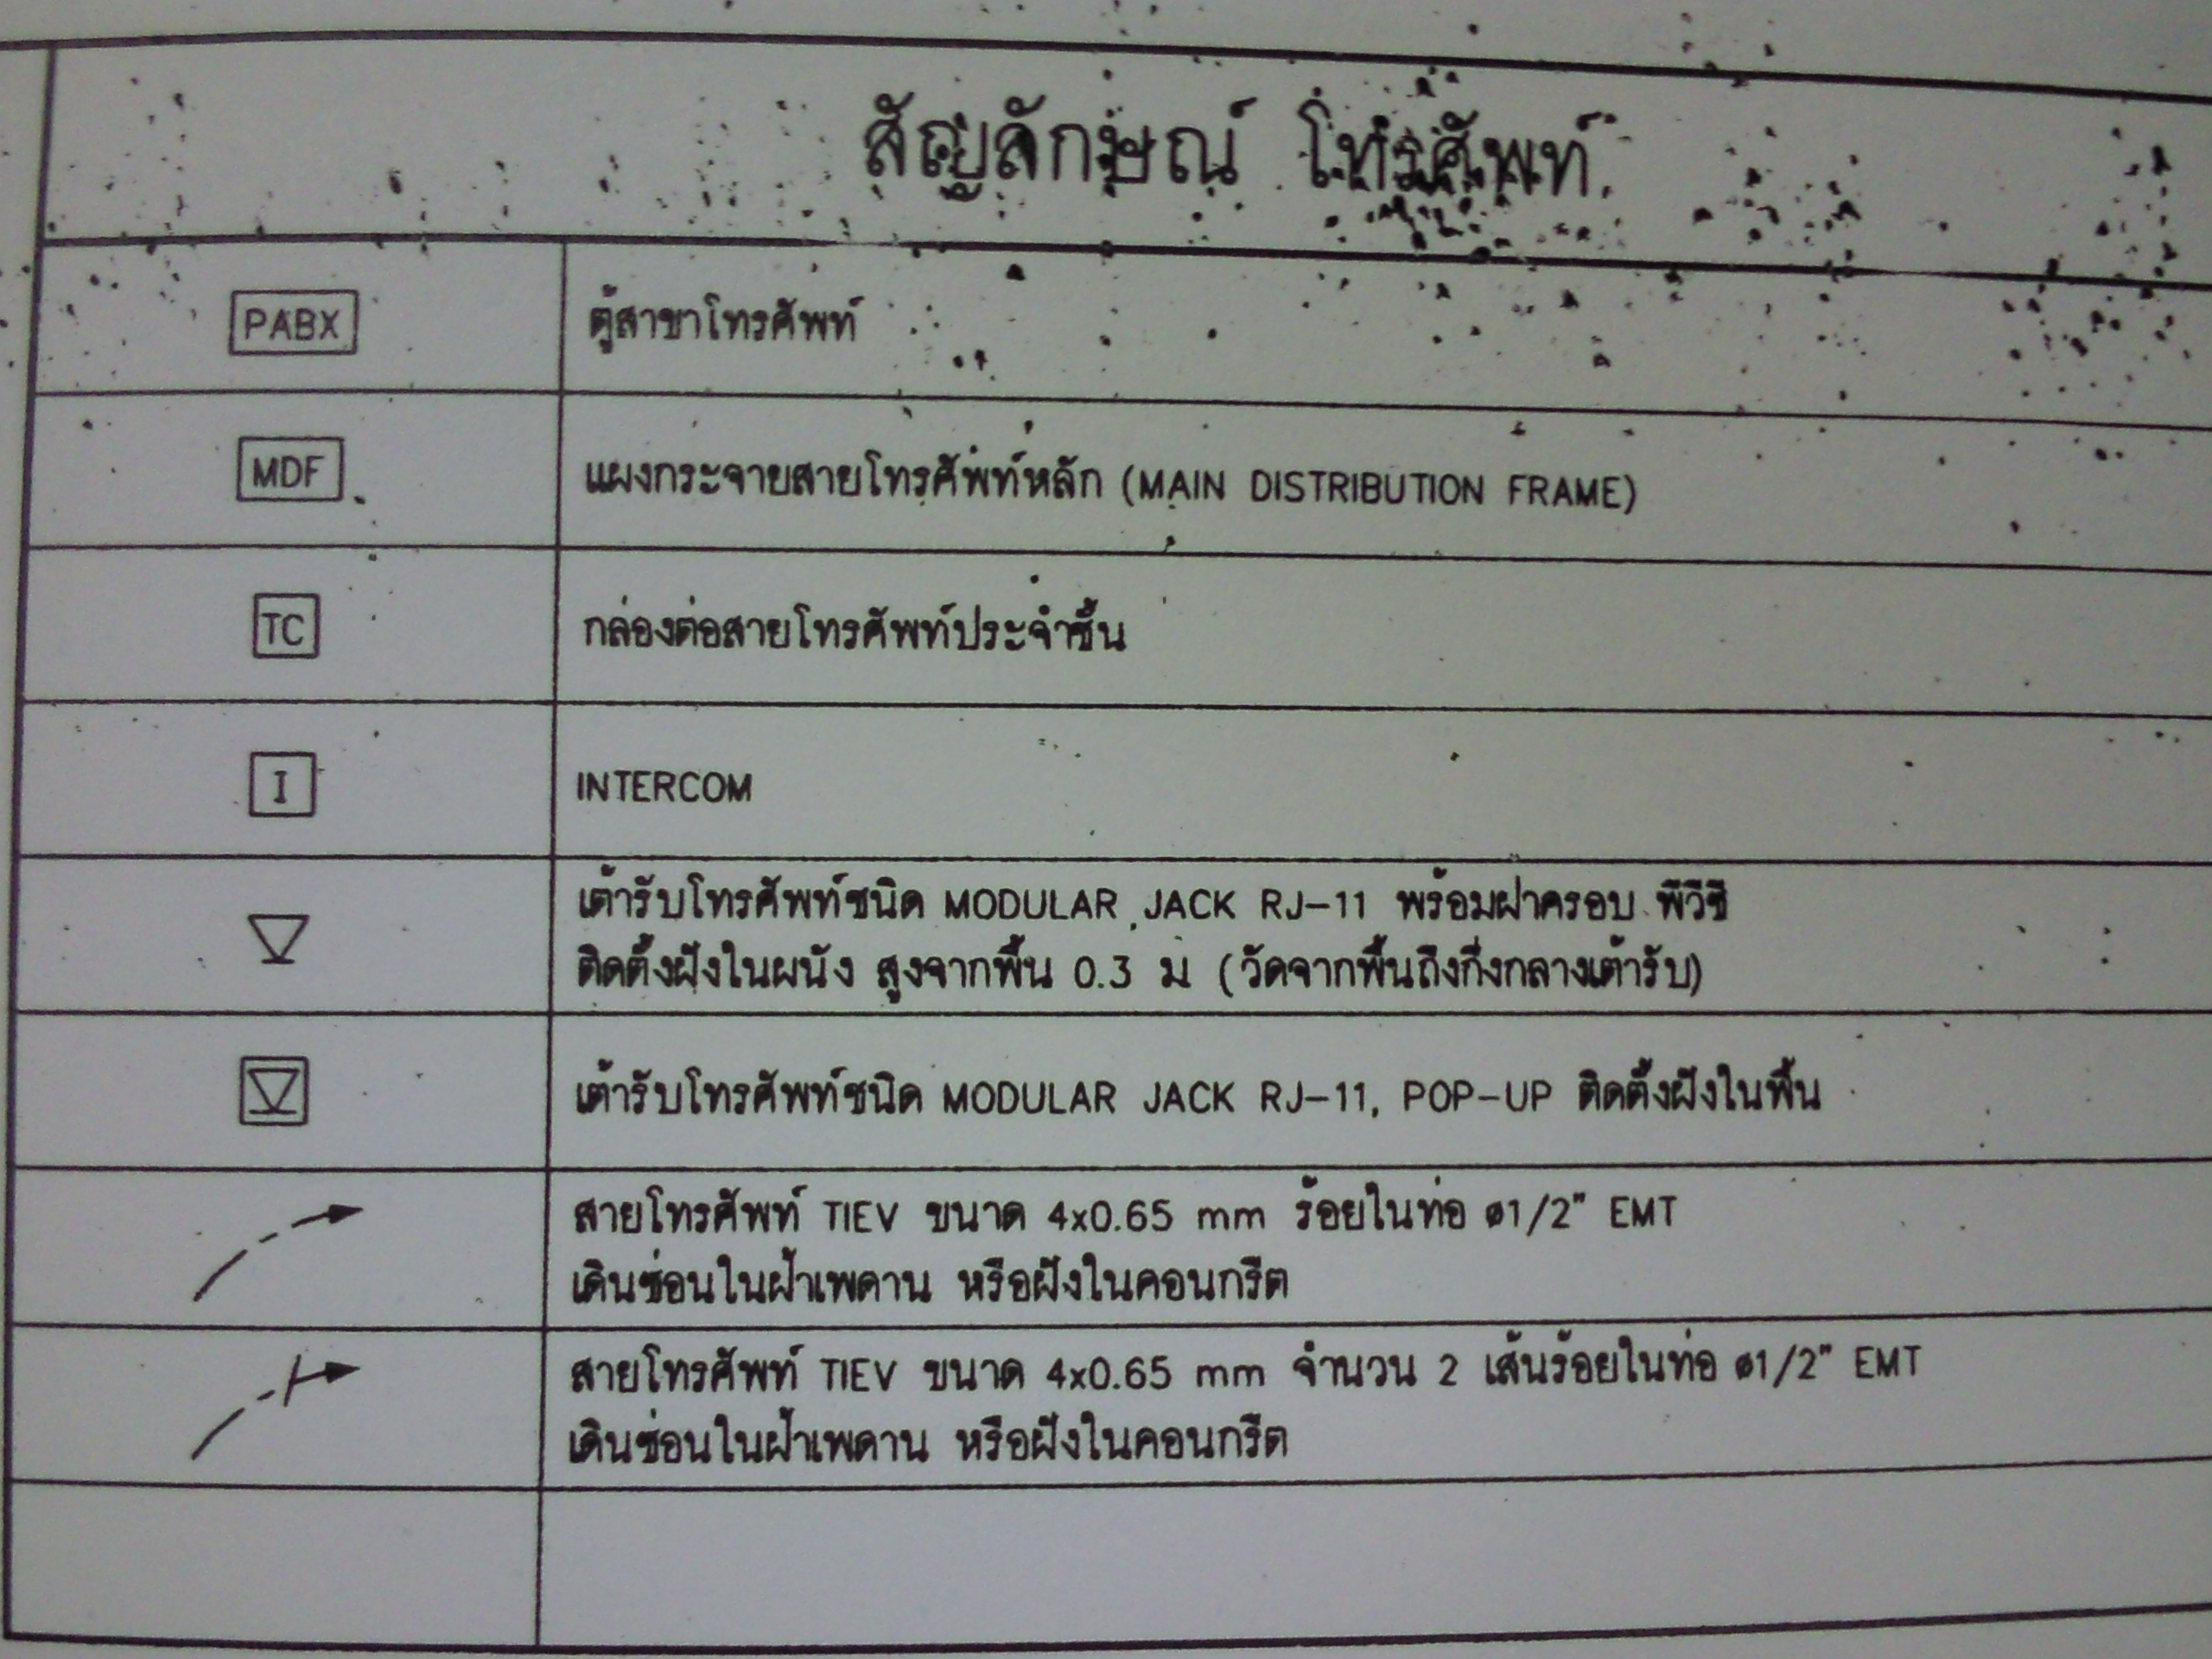 สัญลักษณ์ โทรศัพท์
PABX
ตู้สาขาโทรศัพท์
MDF
แผงกระจายสายโทรศัพท์หลัก (MAIN DISTRIBUTION FRAME)
TC
กล่องต่อสายโทรศัพท์ประจำชั้น
I
INTERCOM
เต้ารับโทรศัพท์ชนิด MODULAR JACK RJ-11 พร้อมฝาครอบ พีวีซี
ติดตั้งฝังในผนัง สูงจากพื้น 0.3 ม (วัดจากพื้นถึงกึ่งกลางเต้ารับ)
เต้ารับโทรศัพท์ชนิด MODULAR JACK RJ-11, POP-UP ติดตั้งฝังในพื้น
สายโทรศัพท์ TIEV ขนาด 4x0.65 mm ร้อยในท่อ ø1/2" EMT
เดินซ่อนในฝ้าเพดาน หรือฝังในคอนกรีต
สายโทรศัพท์ TIEV ขนาด 4x0.65 mm จำนวน 2 เส้นร้อยในท่อ ø1/2" EMT
เดินซ่อนในฝ้าเพดาน หรือฝังในคอนกรีต